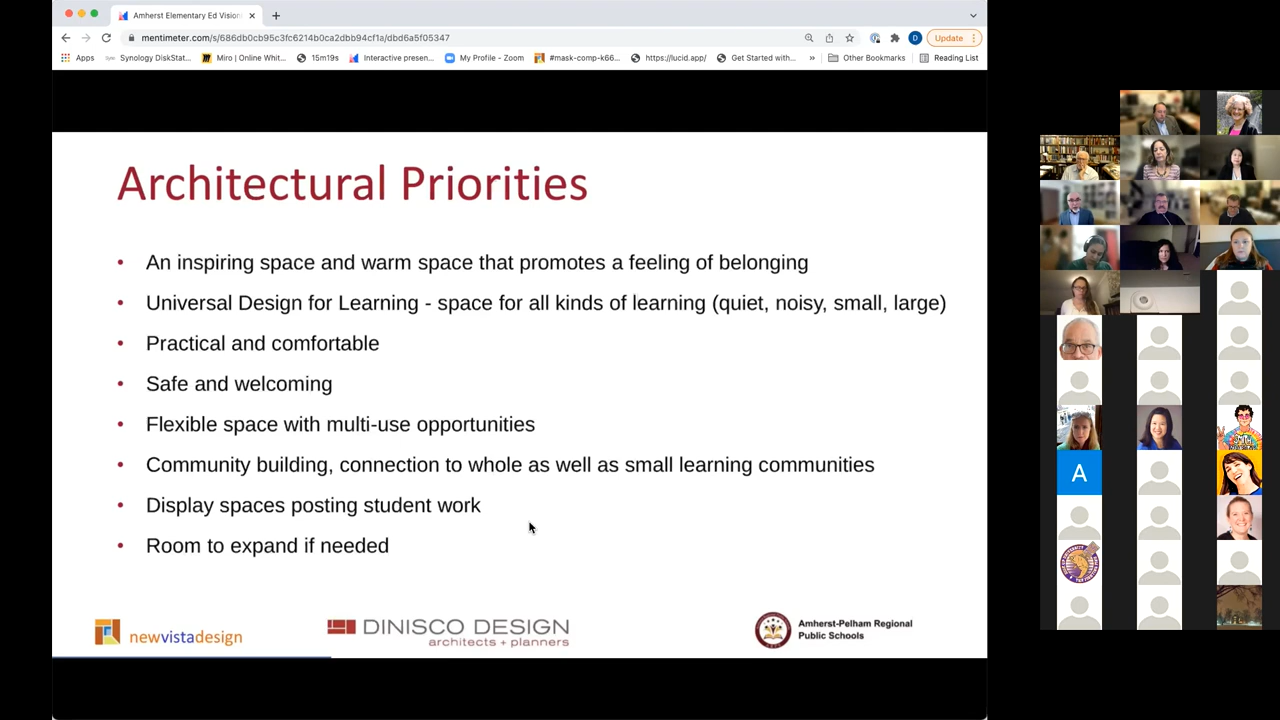 Amherst Elementary Ed Vision
mentimeter.com/s/686db0cb95c3fc6214b0ca2dbb94cf1a/dbd6a5f05347
D
Update
Apps
Synology DiskStat...
Miro | Online Whit...
15m19s
Interactive presen...
My Profile - Zoom
#mask-comp-k66...
https://lucid.app/
Get Started with...
»
Other Bookmarks
Reading List
Architectural Priorities
• An inspiring space and warm space that promotes a feeling of belonging
• Universal Design for Learning - space for all kinds of learning (quiet, noisy, small, large)
• Practical and comfortable
• Safe and welcoming
• Flexible space with multi-use opportunities
• Community building, connection to whole as well as small learning communities
• Display spaces posting student work
• Room to expand if needed
newvistadesign
DINISCO DESIGN
architects + planners
Amherst-Pelham Regional
Public Schools
A